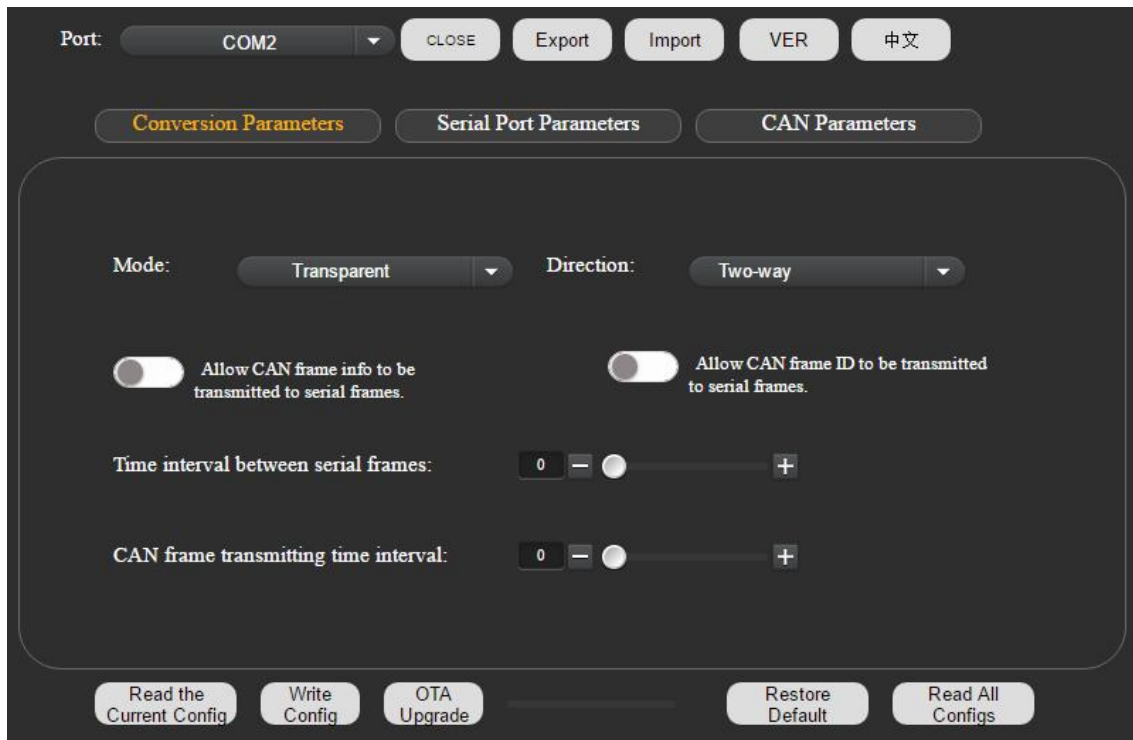 Port: COM2 CLOSE Export Import VER 中文
Conversion Parameters Serial Port Parameters CAN Parameters
Mode: Transparent Direction: Two-way
Allow CAN frame info to be
transmitted to serial frames.
Allow CAN frame ID to be transmitted
to serial frames.
Time interval between serial frames: 0
CAN frame transmitting time interval: 0
Read the
Current Config
Write
Config
OTA
Upgrade
Restore
Default
Read All
Configs